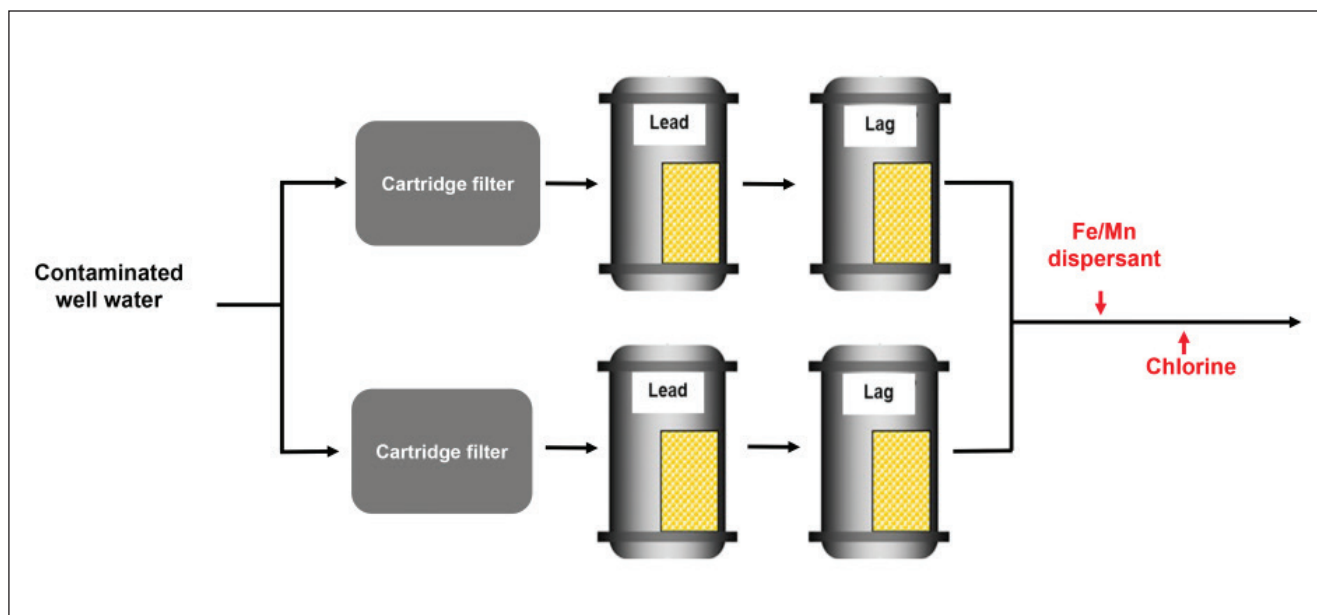 Contaminated
well water
Cartridge filter
Lead
Lag
Cartridge filter
Lead
Lag
Fe/Mn
dispersant
Chlorine